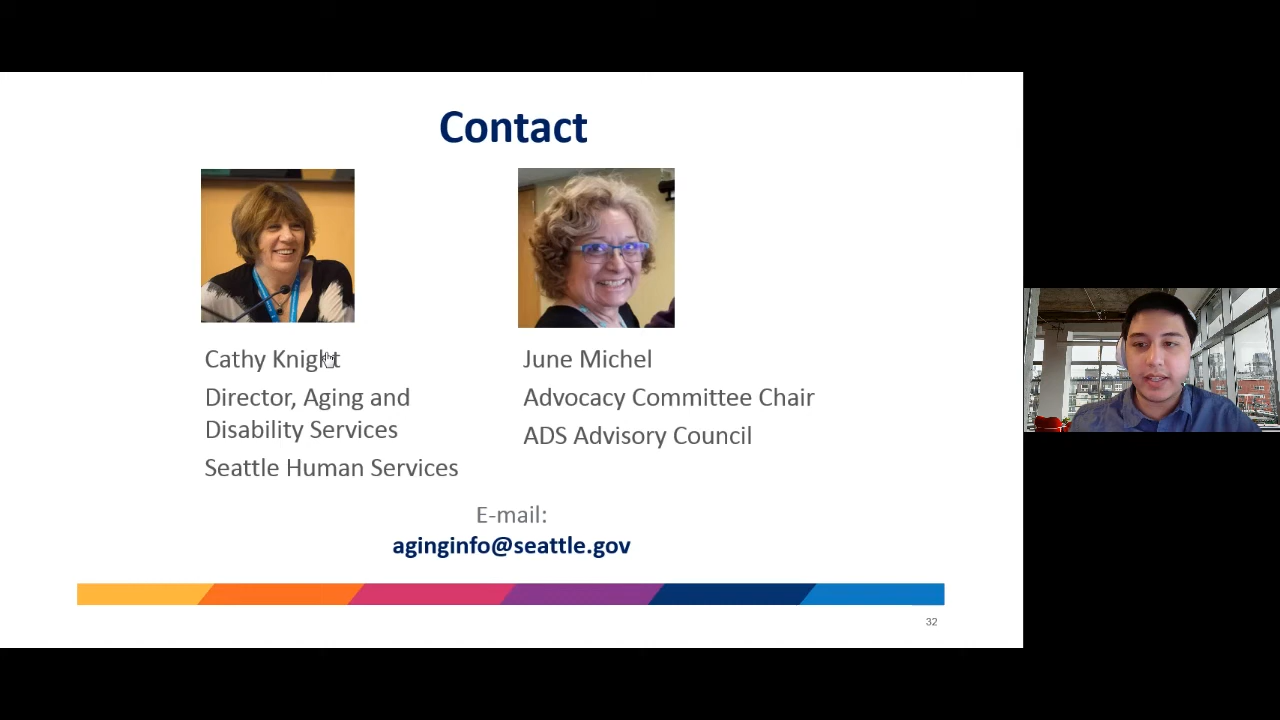 Contact
Cathy Knight
Director, Aging and
Disability Services
Seattle Human Services
June Michel
Advocacy Committee Chair
ADS Advisory Council
E-mail:
aginginfo@seattle.gov
32